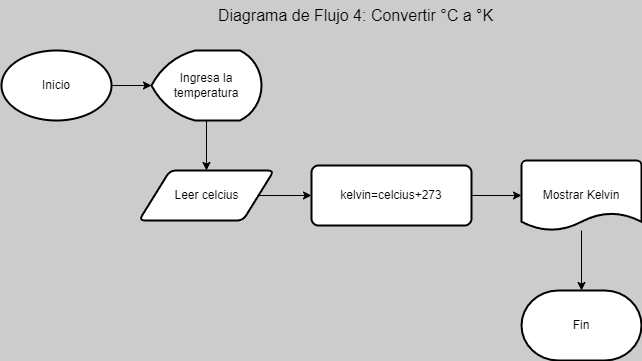 Diagrama de Flujo 4: Convertir °C a °K
Inicio
Ingresa la
temperatura
Leer celcius
kelvin=celcius+273
Mostrar Kelvin
Fin